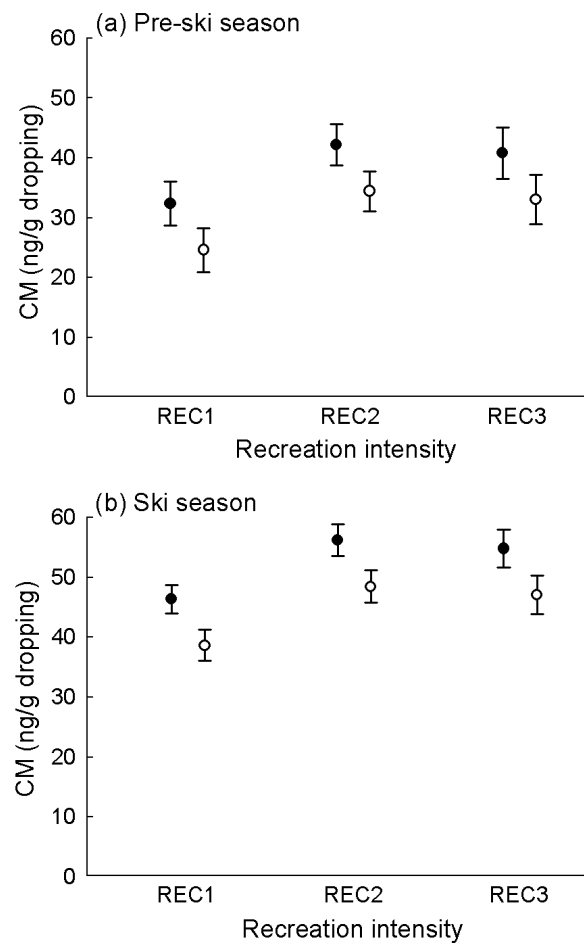 (a) Pre-ski season
60
50
40
30
20
10
0
CM (ng/g dropping)
REC1 REC2 REC3
Recreation intensity
(b) Ski season
60
50
40
30
20
10
0
CM (ng/g dropping)
REC1 REC2 REC3
Recreation intensity